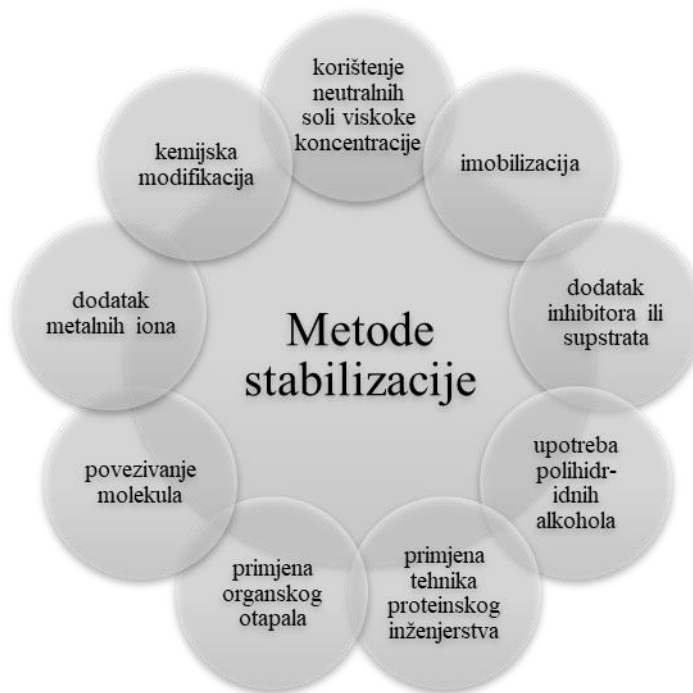 korištenje
neutralnih
soli viskoke
koncentracije
imobilizacija
dodatak
inhibitora ili
supstrata
upotreba
polihidr-
idnih
alkohola
primjena
tehnika
proteinskog
inženjerstva
primjena
organskog
otapala
povezivanje
molekula
dodatak
metalnih iona
kemijska
modifikacija
Metode
stabilizacije